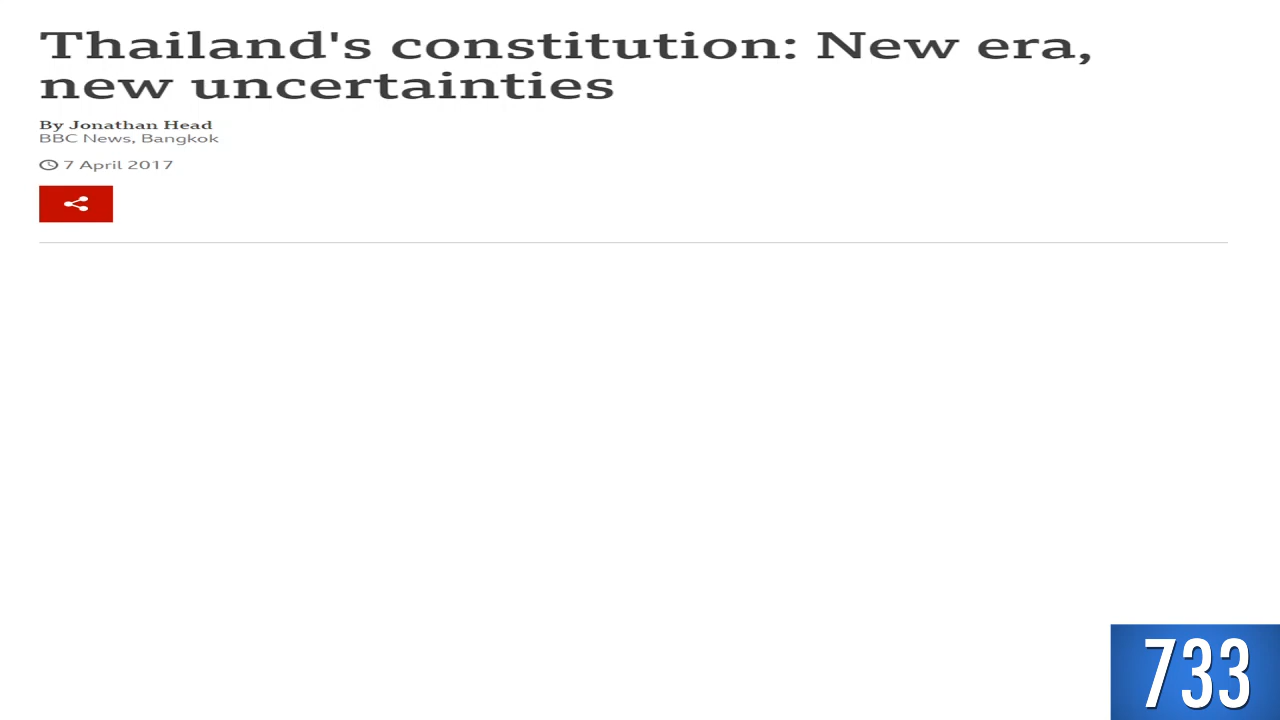 Thailand's constitution: New era,
new uncertainties
By Jonathan Head
BBC News, Bangkok
7 April 2017
733